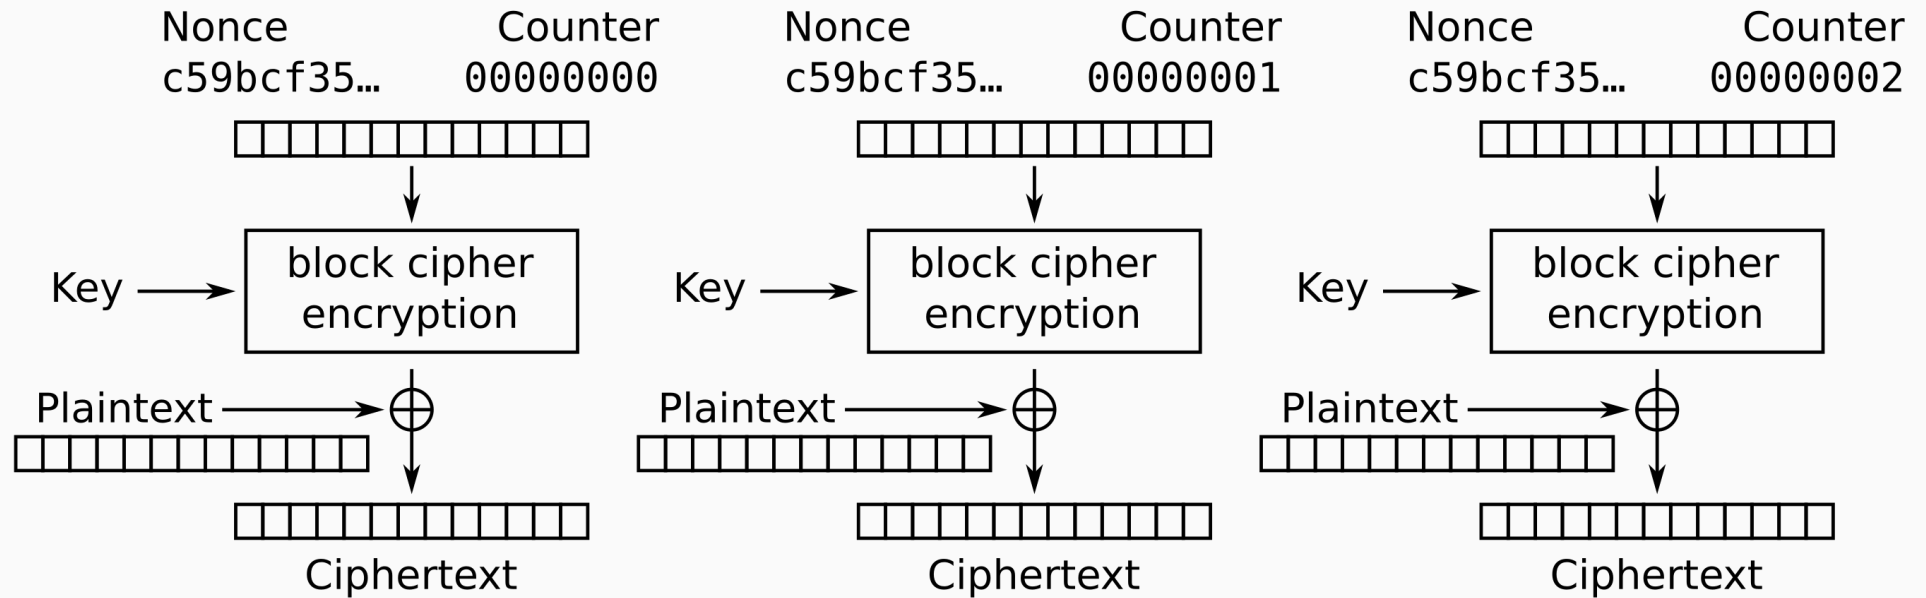 Nonce Counter Nonce Counter Nonce Counter
c59bcf35… 00000000 c59bcf35… 00000001 c59bcf35… 00000002
block cipher block cipher block cipher
Key Key Key
encryption encryption encryption
Plaintext Plaintext Plaintext
Ciphertext Ciphertext Ciphertext